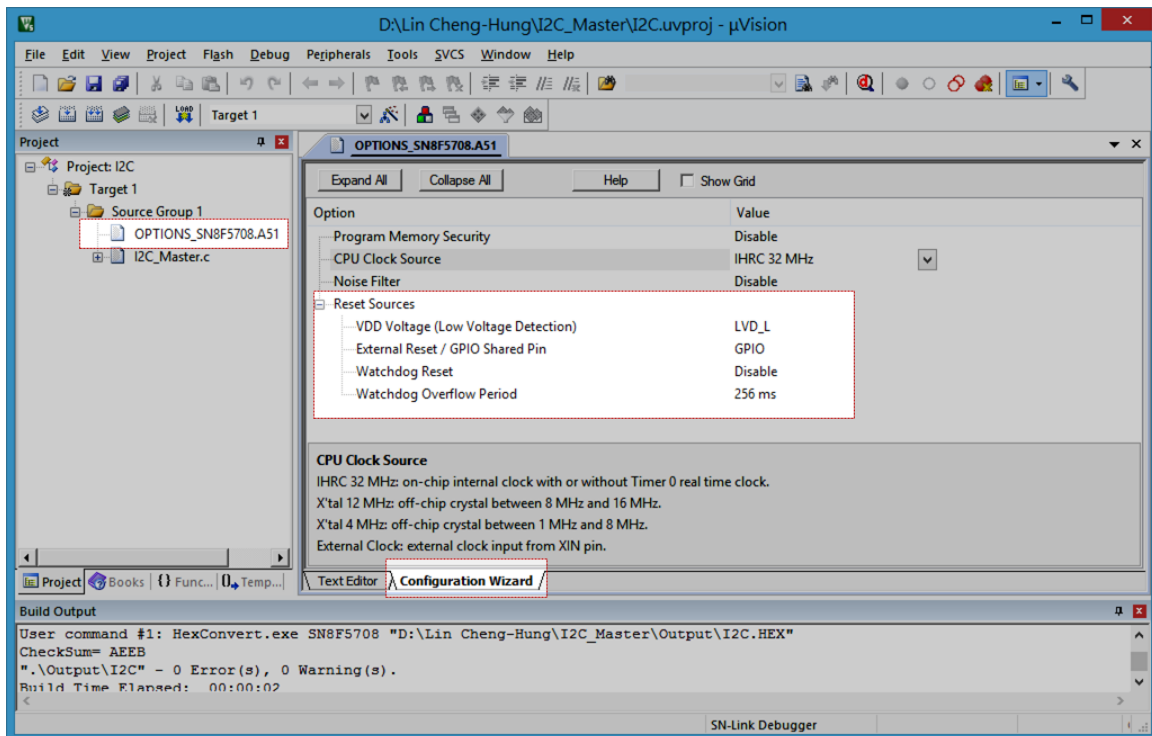 D:\Lin Cheng-Hung\I2C_Master\I2C.uvproj - µVision
File Edit View Project Flash Debug Peripherals Tools SVCS Window Help
LOAD Target 1
Project
OPTIONS_SN8F5708.A51
Project: I2C
Target 1
Source Group 1
OPTIONS_SN8F5708.A51
I2C_Master.c
Expand All Collapse All Help Show Grid
Option Value
Program Memory Security Disable
CPU Clock Source IHRC 32 MHz
Noise Filter Disable
Reset Sources
VDD Voltage (Low Voltage Detection) LVD_L
External Reset / GPIO Shared Pin GPIO
Watchdog Reset Disable
Watchdog Overflow Period 256 ms
CPU Clock Source
IHRC 32 MHz: on-chip internal clock with or without Timer 0 real time clock.
X'tal 12 MHz: off-chip crystal between 8 MHz and 16 MHz.
X'tal 4 MHz: off-chip crystal between 1 MHz and 8 MHz.
External Clock: external clock input from XIN pin.
Project Books {} Func... 0 Temp...
Text Editor Configuration Wizard
Build Output
User command #1: HexConvert.exe SN8F5708 "D:\Lin Cheng-Hung\I2C_Master\Output\I2C.HEX"
CheckSum= AEEB
".\Output\I2C" - 0 Error(s), 0 Warning(s).
Build Time Elapsed: 00:00:02
SN-Link Debugger